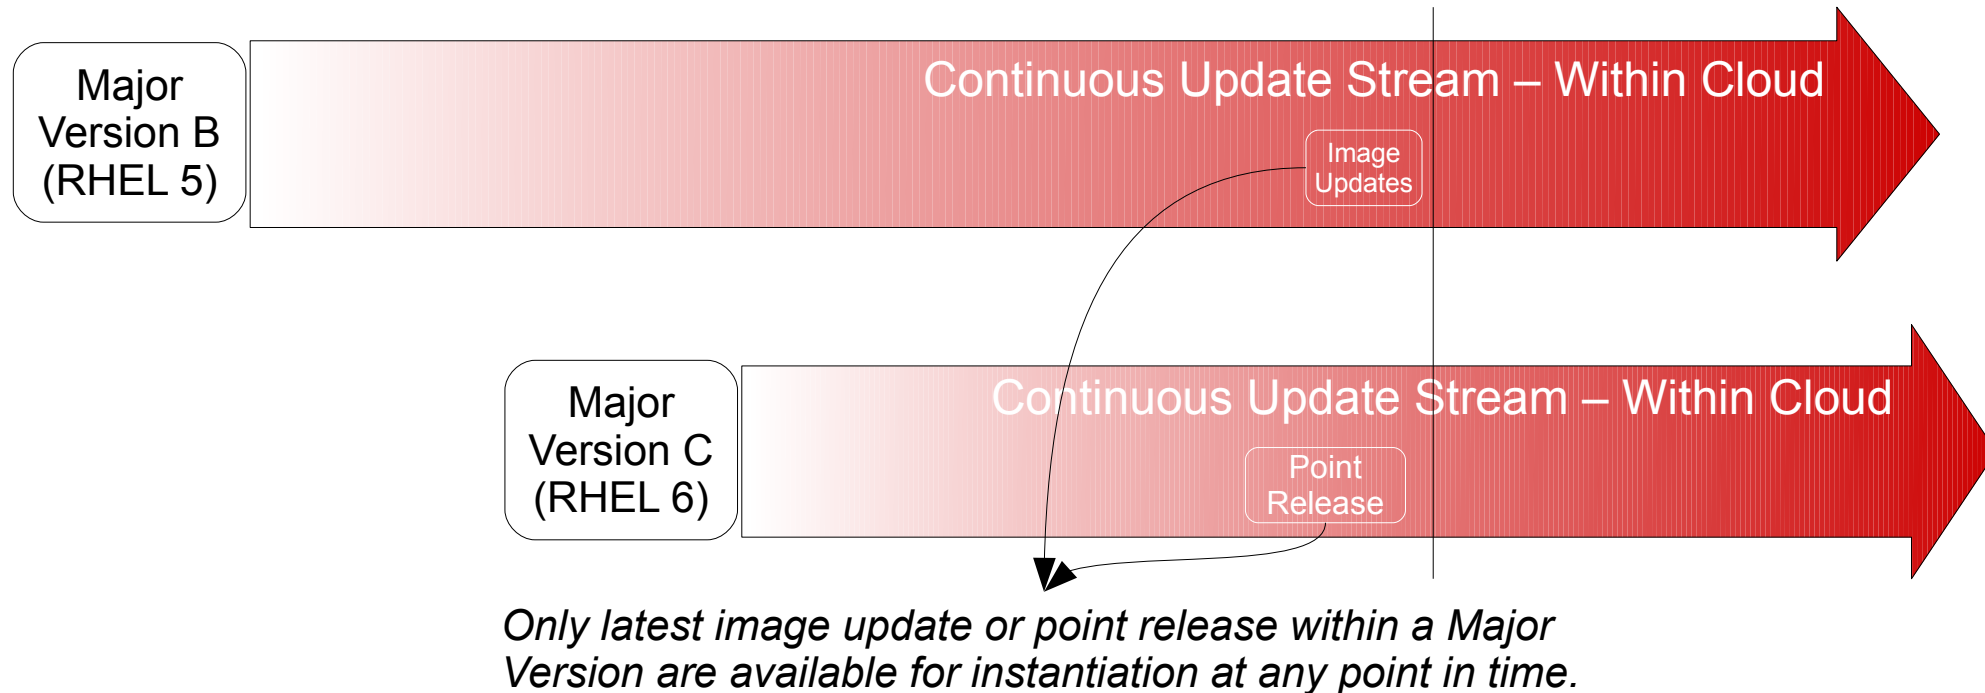 Major
Version B
(RHEL 5)
Continuous Update Stream – Within Cloud
Image
Updates
Major
Version C
(RHEL 6)
Continuous Update Stream – Within Cloud
Point
Release
Only latest image update or point release within a Major
Version are available for instantiation at any point in time.